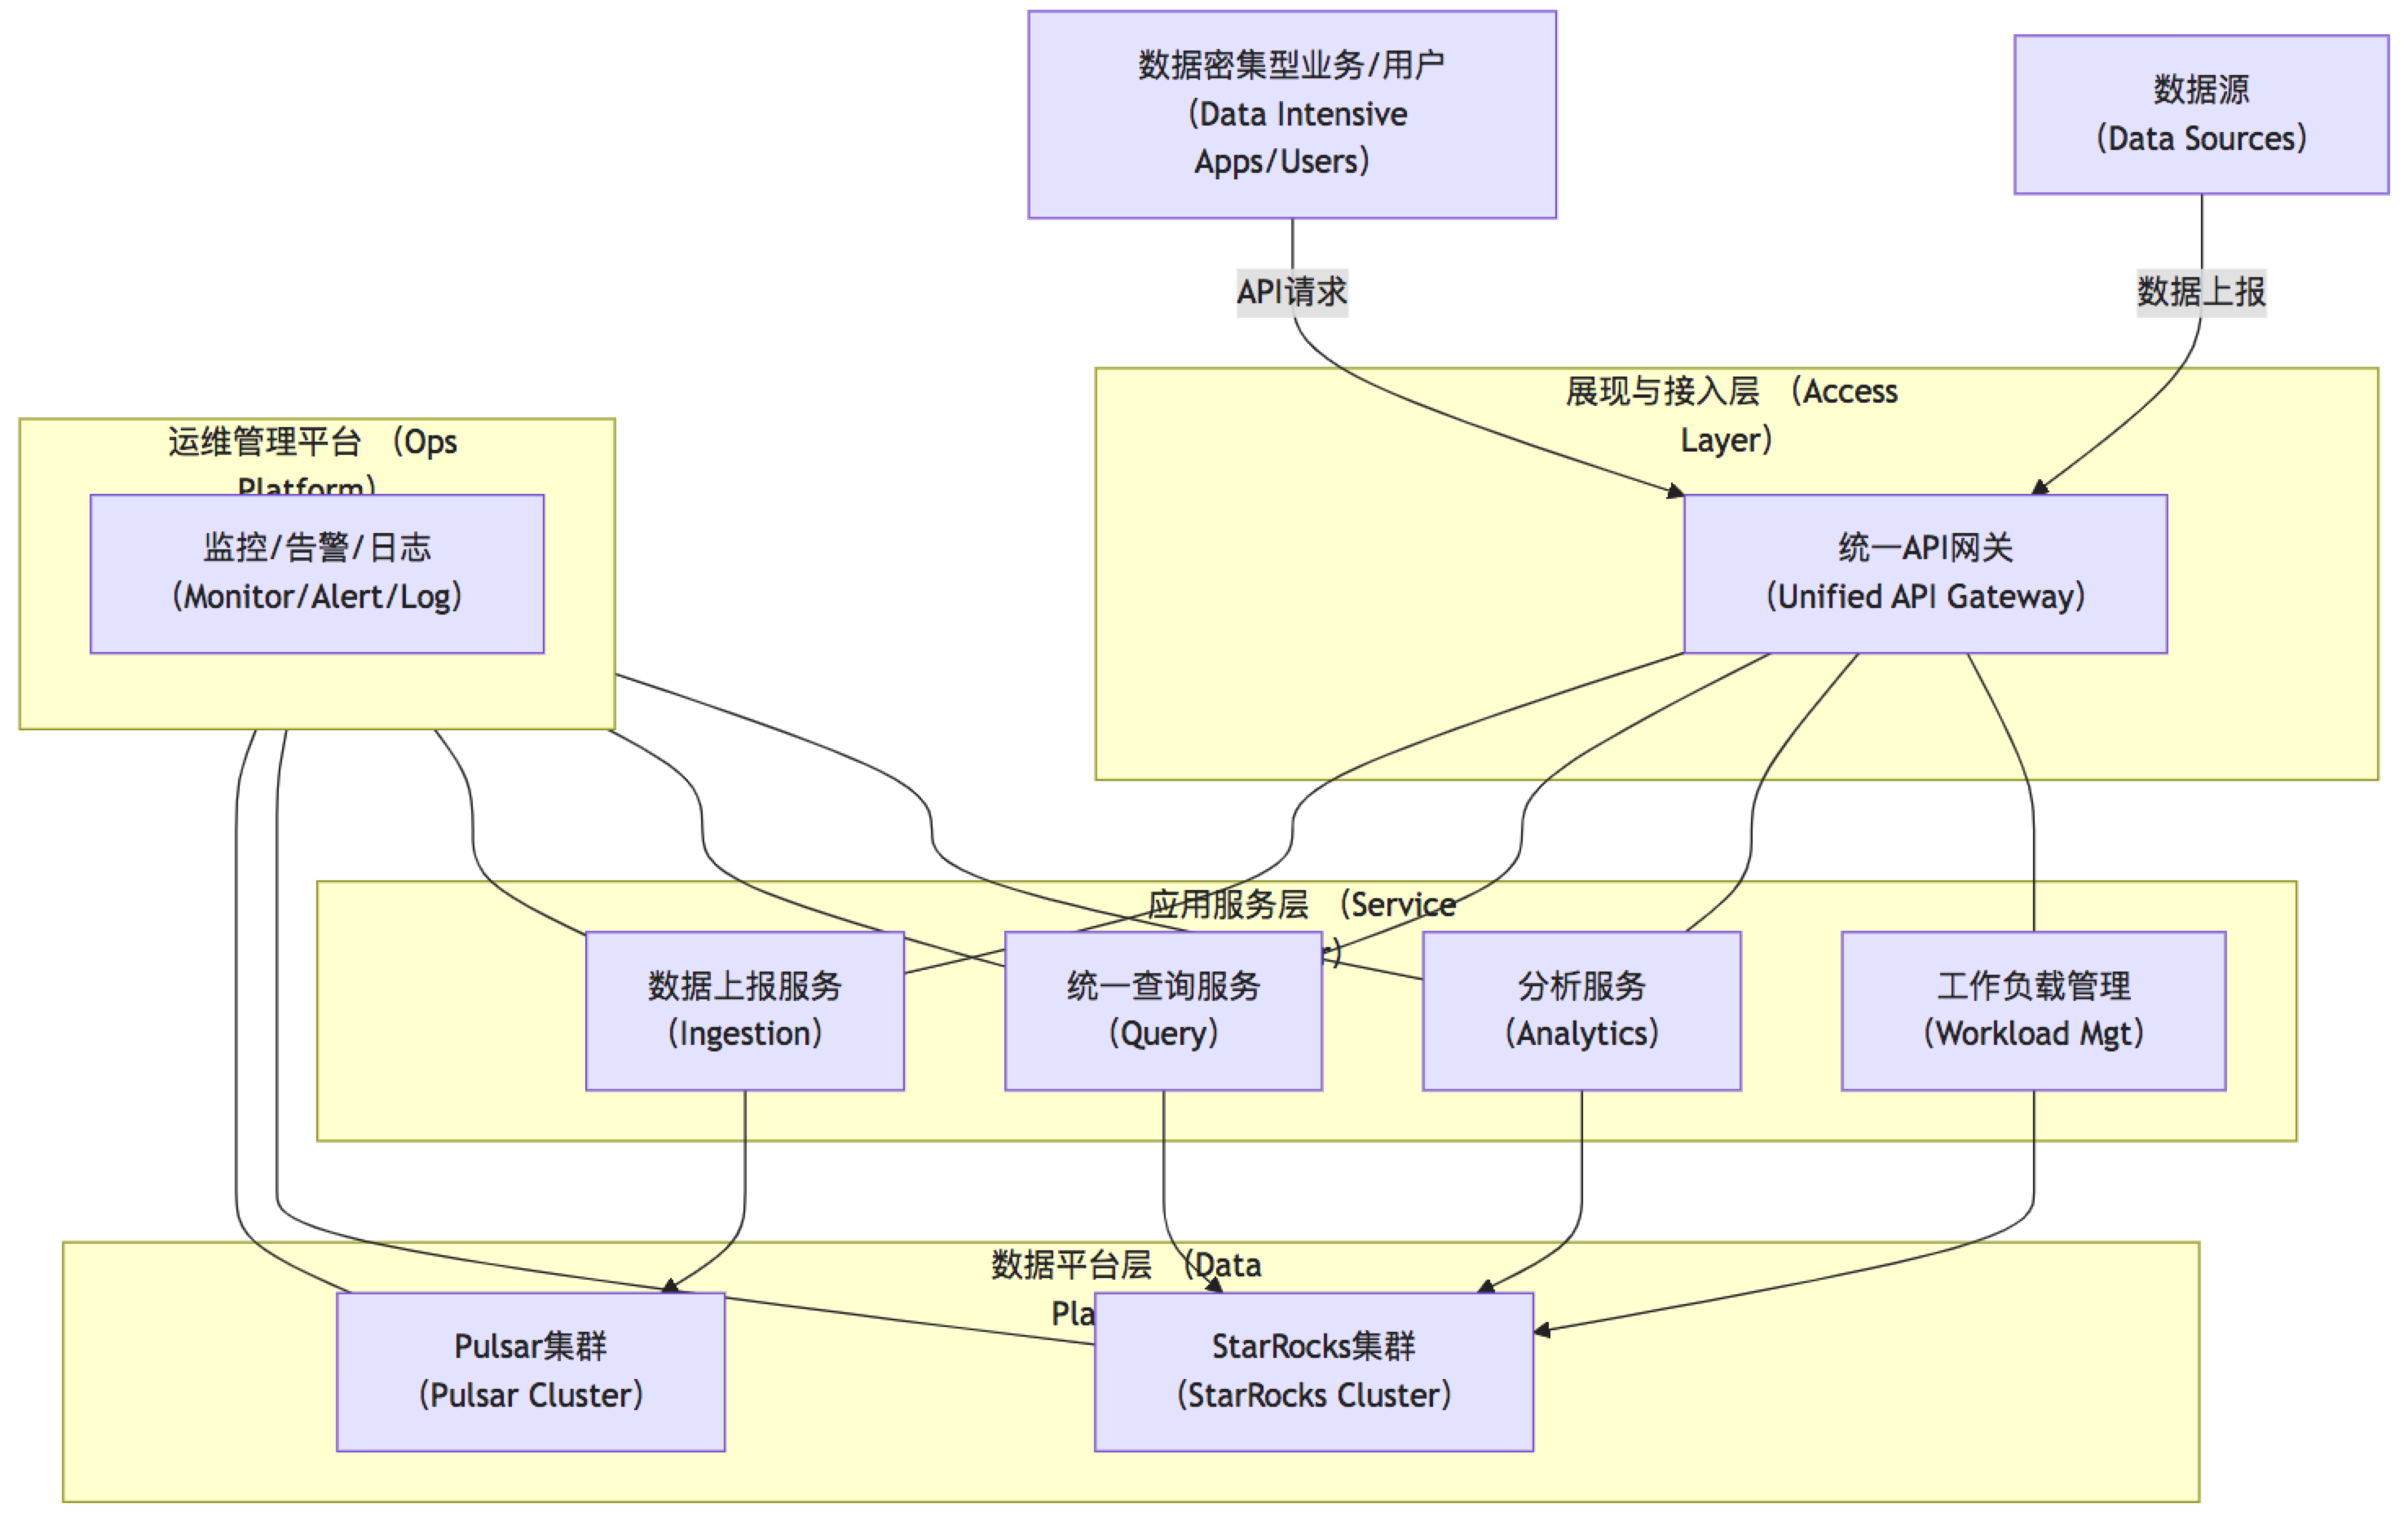 数据密集型业务/用户
（Data Intensive
Apps/Users）
数据源
（Data Sources）
API请求
数据上报
展现与接入层 （Access
Layer）
运维管理平台 （Ops
Platform）
监控/告警/日志
（Monitor/Alert/Log）
统一API网关
（Unified API Gateway）
应用服务层 （Service
数据上报服务
（Ingestion）
统一查询服务
（Query）
分析服务
（Analytics）
工作负载管理
（Workload Mgt）
数据平台层 （Data
Pla
Pulsar集群
（Pulsar Cluster）
StarRocks集群
（StarRocks Cluster）